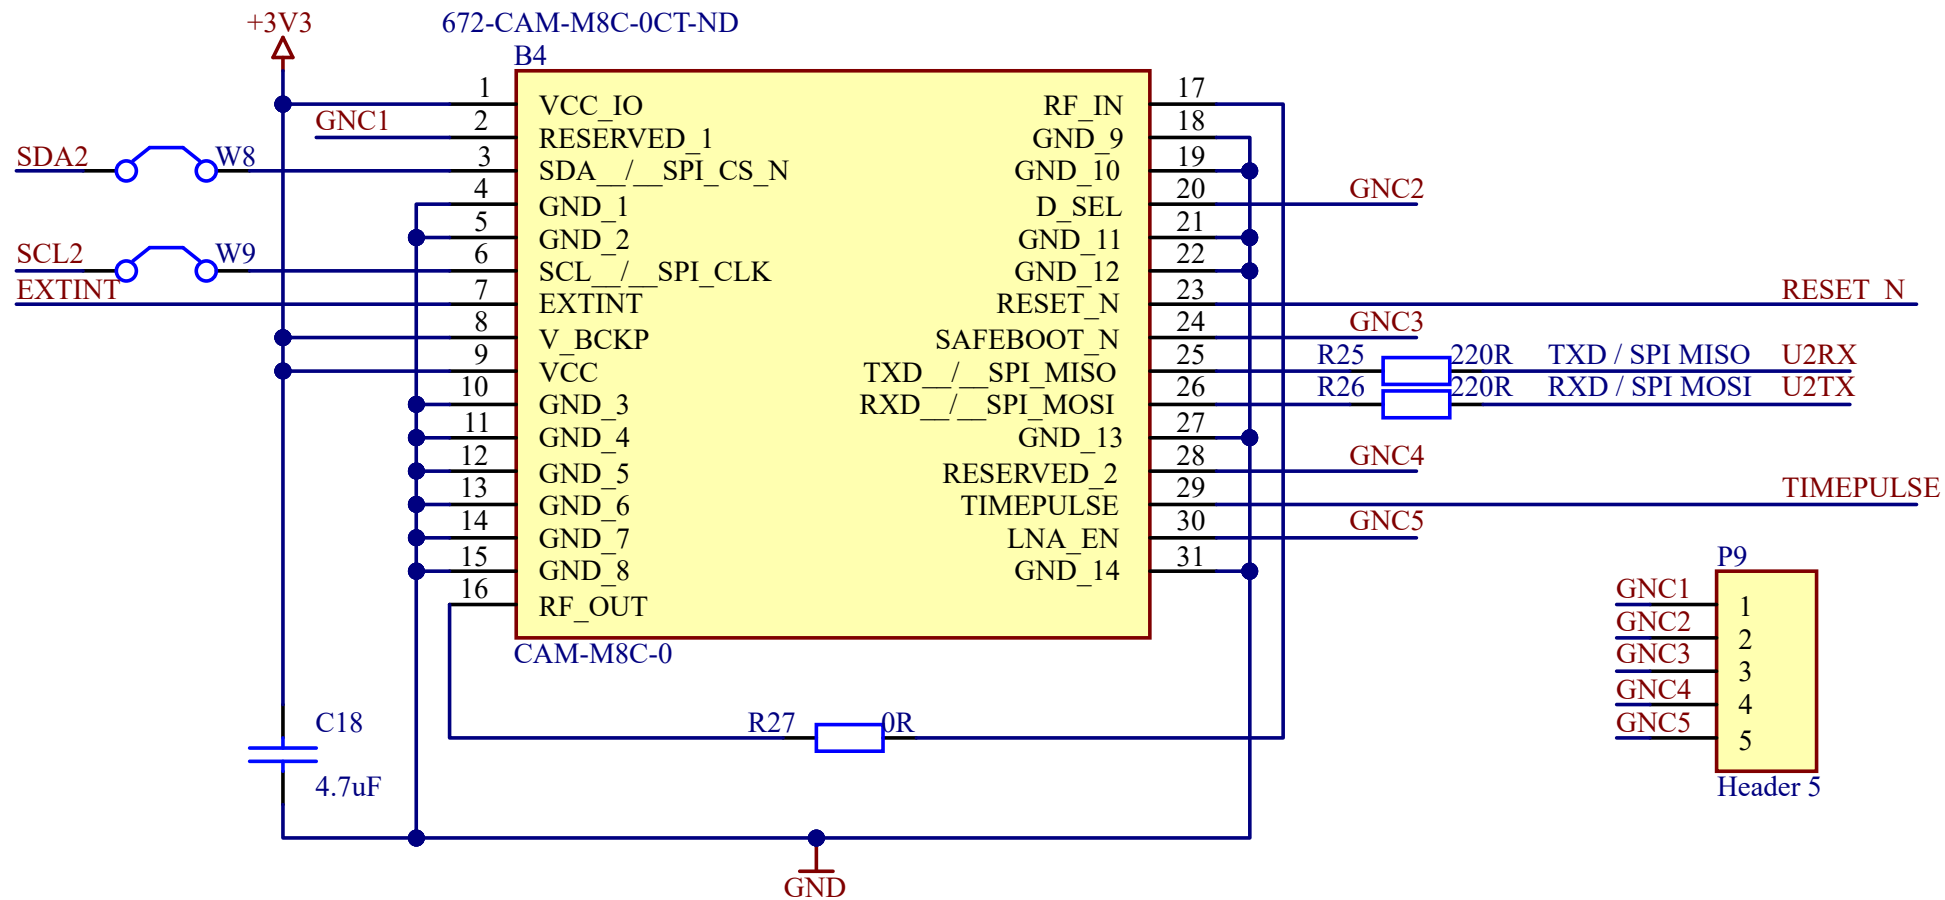 +3V3
672-CAM-M8C-0CT-ND
B4
1 VCC_IO RF_IN 17
GNC1 2 RESERVED_1 GND_9 18
SDA2 W8 3 SDA__/__SPI_CS_N GND_10 19
4 GND_1 D_SEL 20 GNC2
5 GND_2 GND_11 21
SCL2 W9 6 SCL__/__SPI_CLK GND_12 22
EXTINT 7 EXTINT RESET_N 23 RESET_N
8 V_BCKP SAFEBOOT_N 24 GNC3
9 VCC TXD__/__SPI_MISO 25 R25 220R TXD / SPI MISO U2RX
10 GND_3 RXD__/__SPI_MOSI 26 R26 220R RXD / SPI MOSI U2TX
11 GND_4 GND_13 27
12 GND_5 RESERVED_2 28 GNC4
13 GND_6 TIMEPULSE 29 TIMEPULSE
14 GND_7 LNA_EN 30 GNC5
15 GND_8 GND_14 31
16 RF_OUT
CAM-M8C-0
R27 0R
C18
4.7uF
GND
P9
GNC1 1
GNC2 2
GNC3 3
GNC4 4
GNC5 5
Header 5